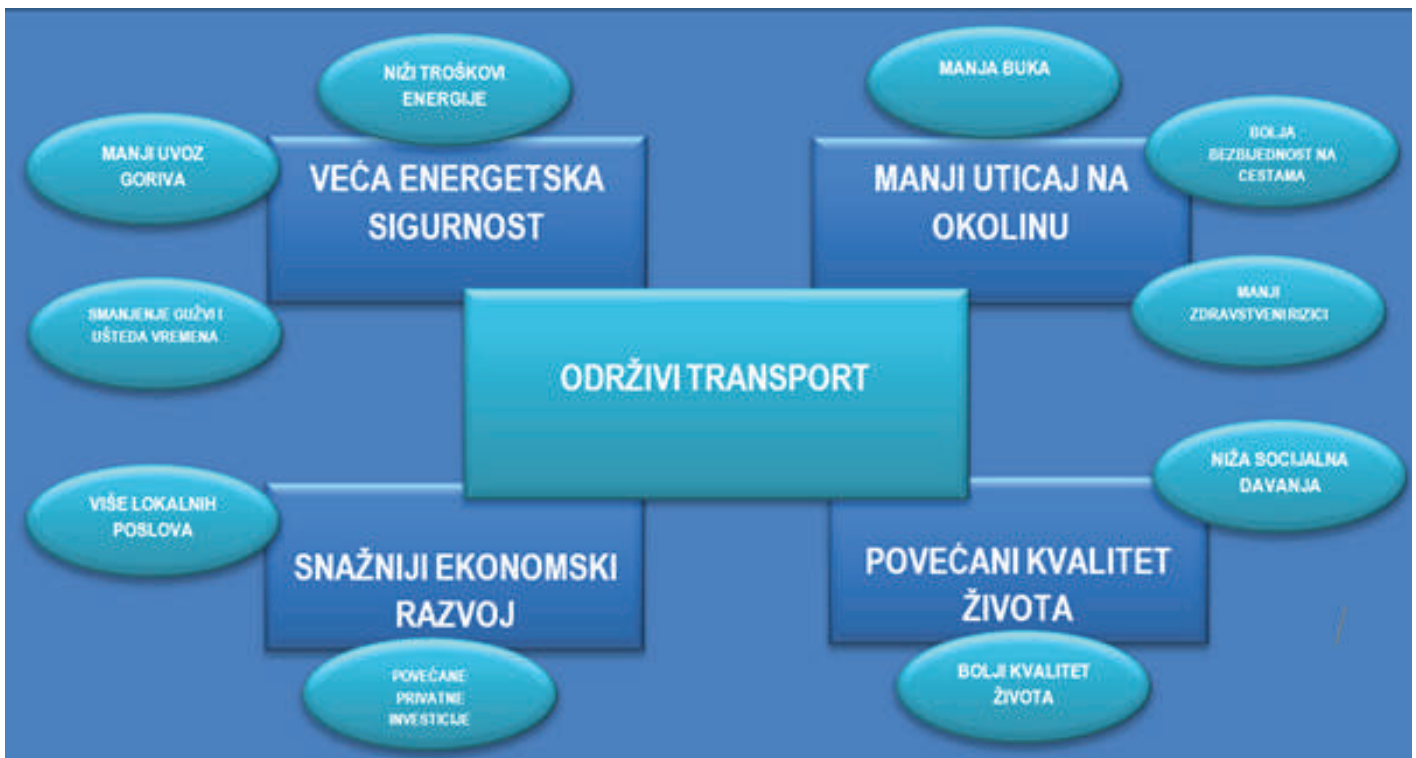 NIŽI TROŠKOVI
ENERGIJE
MANJA BUKA
MANJI UVOZ
GORIVA
VEĆA ENERGETSKA
SIGURNOST
MANJI UTICAJ NA
OKOLINU
BOLJA
BEZBIJEDNOST NA
CESTAMA
SMANJENJE GUŽVI I
UŠTEDA VREMENA
MANJI
ZDRAVSTVENI RIZICI
ODRŽIVI TRANSPORT
VIŠE LOKALNIH
POSLOVA
NIŽA SOCIJALNA
DAVANJA
SNAŽNIJI EKONOMSKI
RAZVOJ
POVEĆANI KVALITET
ŽIVOTA
POVEĆANE
PRIVATNE
INVESTICIJE
BOLJI KVALITET
ŽIVOTA